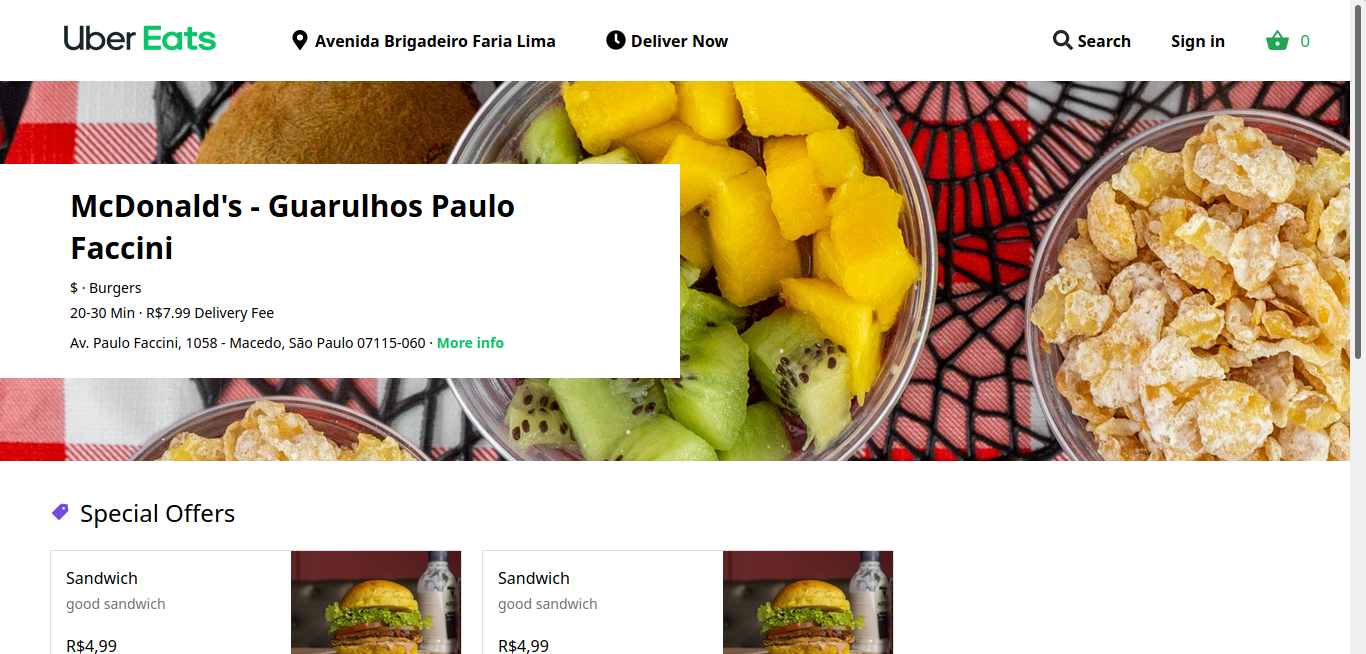 Uber Eats
Avenida Brigadeiro Faria Lima
Deliver Now
Search
Sign in
0
McDonald's - Guarulhos Paulo
Faccini
$ · Burgers
20-30 Min · R$7.99 Delivery Fee
Av. Paulo Faccini, 1058 - Macedo, São Paulo 07115-060 · More info
Special Offers
Sandwich
good sandwich
R$4,99
Sandwich
good sandwich
R$4,99